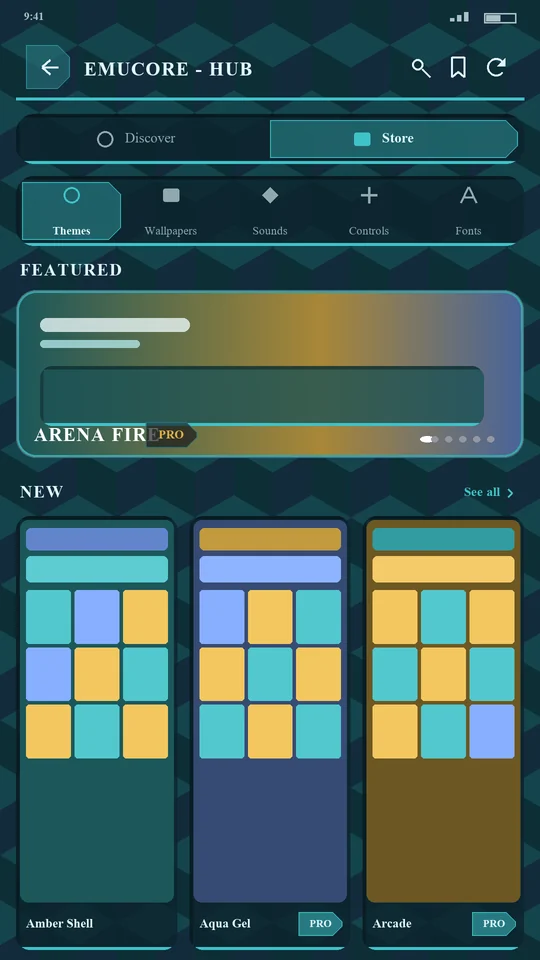 9:41
EMUCORE - HUB
Discover
Store
Themes
Wallpapers
Sounds
Controls
Fonts
FEATURED
ARENA FIRE
PRO
NEW
See all
Amber Shell
Aqua Gel
PRO
Arcade
PRO